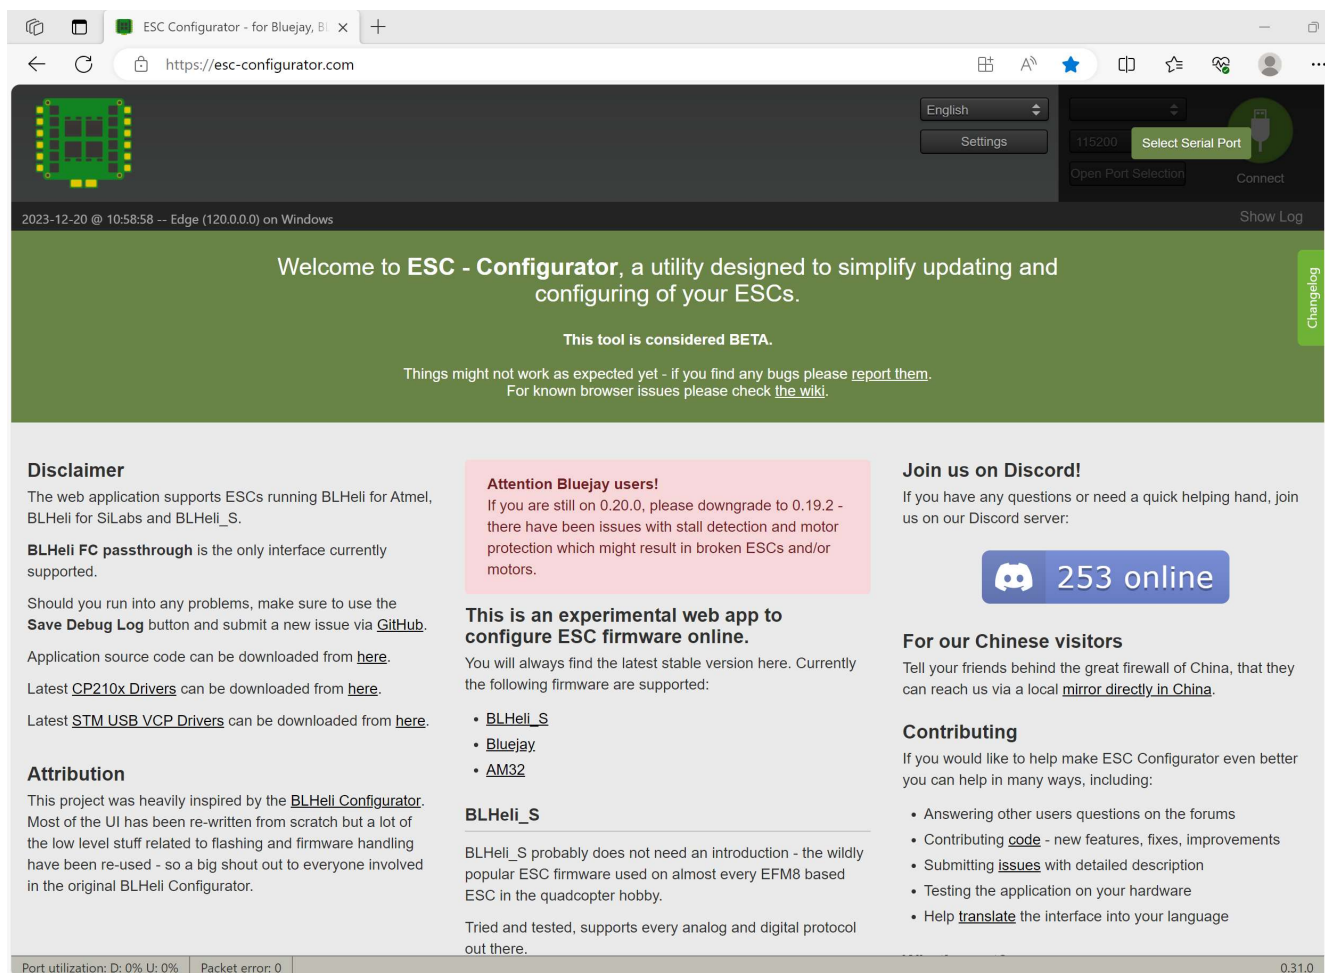 ESC Configurator - for Bluejay, BL
https://esc-configurator.com
English
Settings
115200
Select Serial Port
Open Port Selection
Connect
2023-12-20 @ 10:58:58 -- Edge (120.0.0.0) on Windows
Show Log
Welcome to ESC - Configurator, a utility designed to simplify updating and
configuring of your ESCs.
This tool is considered BETA.
Things might not work as expected yet - if you find any bugs please report them.
For known browser issues please check the wiki.
Changelog
Disclaimer
The web application supports ESCs running BLHeli for Atmel,
BLHeli for SiLabs and BLHeli_S.
BLHeli FC passthrough is the only interface currently
supported.
Should you run into any problems, make sure to use the
Save Debug Log button and submit a new issue via GitHub.
Application source code can be downloaded from here.
Latest CP210x Drivers can be downloaded from here.
Latest STM USB VCP Drivers can be downloaded from here.
Attribution
This project was heavily inspired by the BLHeli Configurator.
Most of the UI has been re-written from scratch but a lot of
the low level stuff related to flashing and firmware handling
have been re-used - so a big shout out to everyone involved
in the original BLHeli Configurator.
Attention Bluejay users!
If you are still on 0.20.0, please downgrade to 0.19.2 -
there have been issues with stall detection and motor
protection which might result in broken ESCs and/or
motors.
This is an experimental web app to
configure ESC firmware online.
You will always find the latest stable version here. Currently
the following firmware are supported:
• BLHeli_S
• Bluejay
• AM32
BLHeli_S
BLHeli_S probably does not need an introduction - the wildly
popular ESC firmware used on almost every EFM8 based
ESC in the quadcopter hobby.
Tried and tested, supports every analog and digital protocol
out there.
Join us on Discord!
If you have any questions or need a quick helping hand, join
us on our Discord server:
253 online
For our Chinese visitors
Tell your friends behind the great firewall of China, that they
can reach us via a local mirror directly in China.
Contributing
If you would like to help make ESC Configurator even better
you can help in many ways, including:
• Answering other users questions on the forums
• Contributing code - new features, fixes, improvements
• Submitting issues with detailed description
• Testing the application on your hardware
• Help translate the interface into your language
Port utilization: D: 0% U: 0%
Packet error: 0
0.31.0